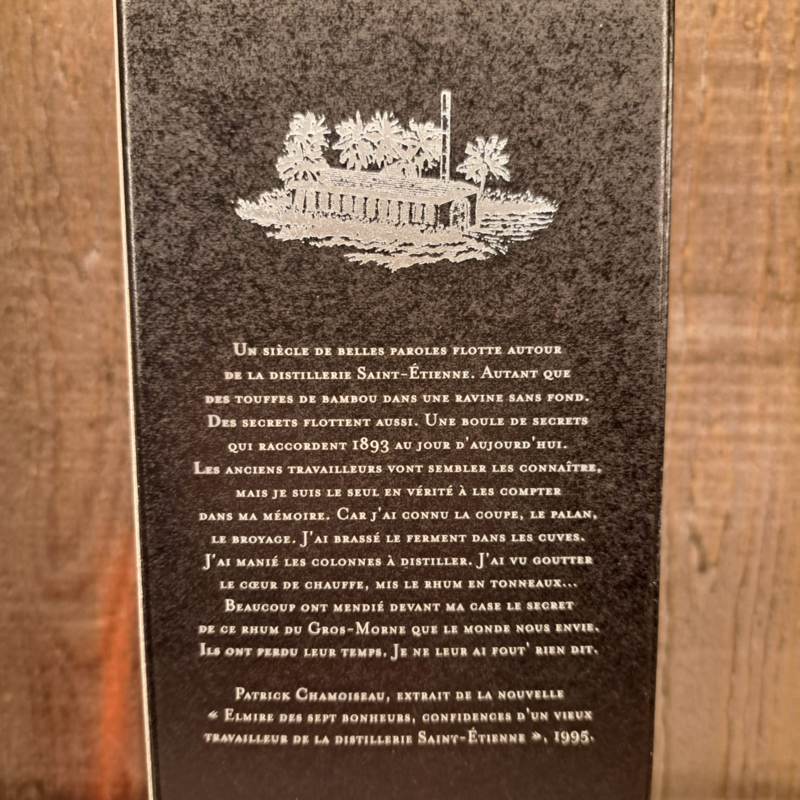 Un siècle de belles paroles flotte autour
de la distillerie Saint-Étienne. Autant que
des touffes de bambou dans une ravine sans fond.
Des secrets flottent aussi. Une boule de secrets
qui raccordent 1893 au jour d'aujourd'hui.
Les anciens travailleurs vont sembler les connaître,
mais je suis le seul en vérité à les compter
dans ma mémoire. Car j'ai connu la coupe, le palan,
le broyage. J'ai brassé le ferment dans les cuves.
J'ai manié les colonnes à distiller. J'ai vu goutter
le cœur de chauffe, mis le rhum en tonneaux...
Beaucoup ont mendié devant ma case le secret
de ce rhum du Gros-Morne que le monde nous envie.
Ils ont perdu leur temps. Je ne leur ai fout' rien dit.
Patrick Chamoiseau, extrait de la nouvelle
« Elmire des sept bonheurs, confidences d'un vieux
travailleur de la distillerie Saint-Étienne », 1995.